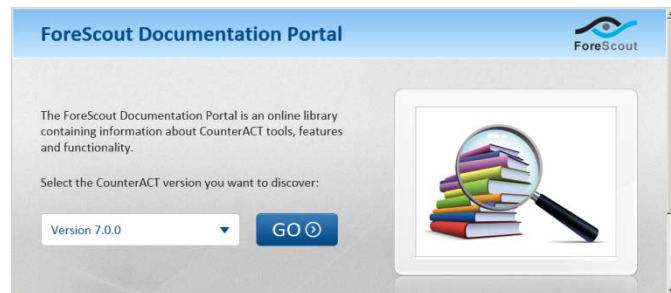 ForeScout Documentation Portal
ForeScout
The ForeScout Documentation Portal is an online library
containing information about CounterACT tools, features
and functionality.
Select the CounterACT version you want to discover:
Version 7.0.0
GO